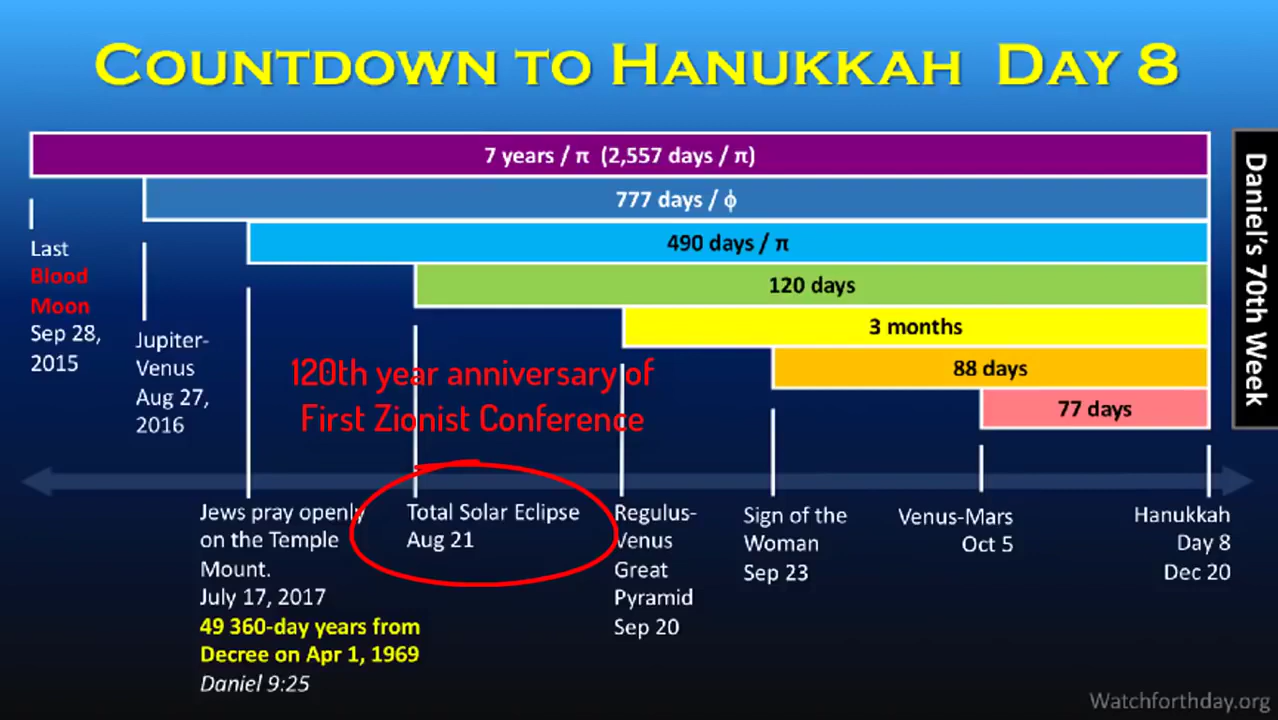 COUNTDOWN TO HANUKKAH DAY 8
7 years / π (2,557 days / π)
777 days / ϕ
490 days / π
120 days
3 months
88 days
77 days
Daniel's 70th Week
Last
Blood
Moon
Sep 28,
2015
Jupiter-
Venus
Aug 27,
2016
120th year anniversary of
First Zionist Conference
Jews pray openly
on the Temple
Mount.
July 17, 2017
49 360-day years from
Decree on Apr 1, 1969
Daniel 9:25
Total Solar Eclipse
Aug 21
Regulus-
Venus
Great
Pyramid
Sep 20
Sign of the
Woman
Sep 23
Venus-Mars
Oct 5
Hanukkah
Day 8
Dec 20
Watchforthday.org